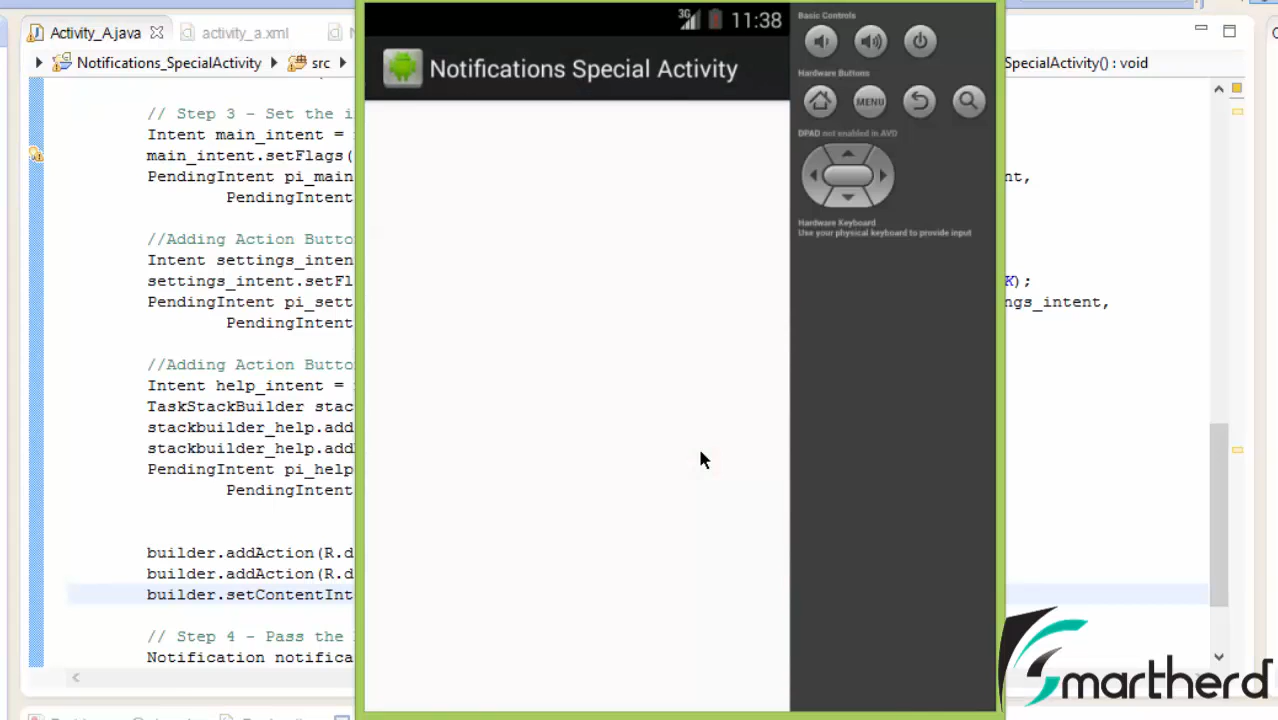 Activity_A.java
activity_a.xml
Notifications_SpecialActivity
src
SpecialActivity() : void
3G
11:38
Notifications Special Activity
Basic Controls
Hardware Buttons
MENU
DPAD not enabled in AVD
Hardware Keyboard
Use your physical keyboard to provide input
// Step 3 - Set the i
Intent main_intent =
main_intent.setFlags(
PendingIntent pi_main
nt,
PendingIntent
//Adding Action Butto
Intent settings_inten
settings_intent.setFl
K);
PendingIntent pi_sett
ngs_intent,
PendingIntent
//Adding Action Butto
Intent help_intent =
TaskStackBuilder stac
stackbuilder_help.add
stackbuilder_help.add
PendingIntent pi_help
PendingIntent
builder.addAction(R.d
builder.addAction(R.d
builder.setContentInt
// Step 4 - Pass the
Notification notifica
Smartherd